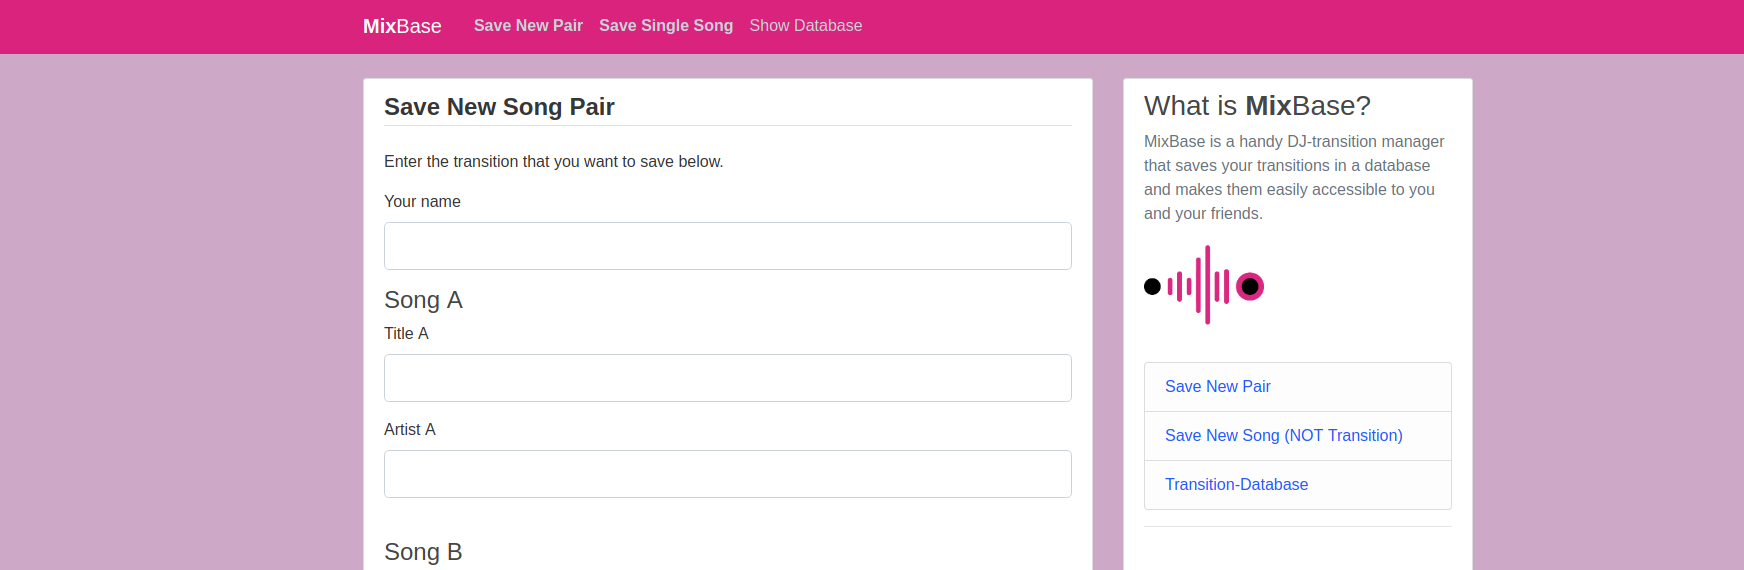 MixBase Save New Pair Save Single Song Show Database
Save New Song Pair
Enter the transition that you want to save below.
Your name
Song A
Title A
Artist A
Song B
What is MixBase?
MixBase is a handy DJ-transition manager
that saves your transitions in a database
and makes them easily accessible to you
and your friends.
Save New Pair
Save New Song (NOT Transition)
Transition-Database